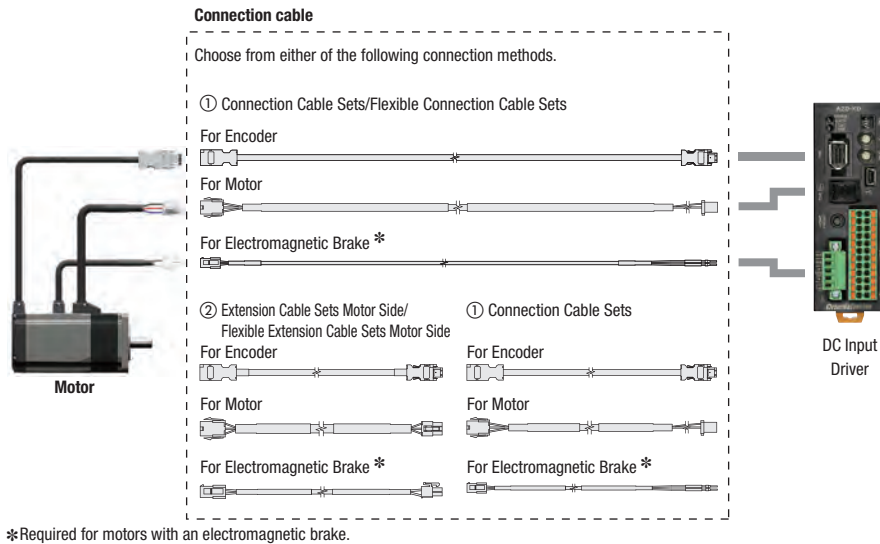 Connection cable
Choose from either of the following connection methods.
① Connection Cable Sets/Flexible Connection Cable Sets
For Encoder
For Motor
For Electromagnetic Brake *
② Extension Cable Sets Motor Side/
Flexible Extension Cable Sets Motor Side
For Encoder
For Motor
For Electromagnetic Brake *
① Connection Cable Sets
For Encoder
For Motor
For Electromagnetic Brake *
Motor
DC Input
Driver
*Required for motors with an electromagnetic brake.